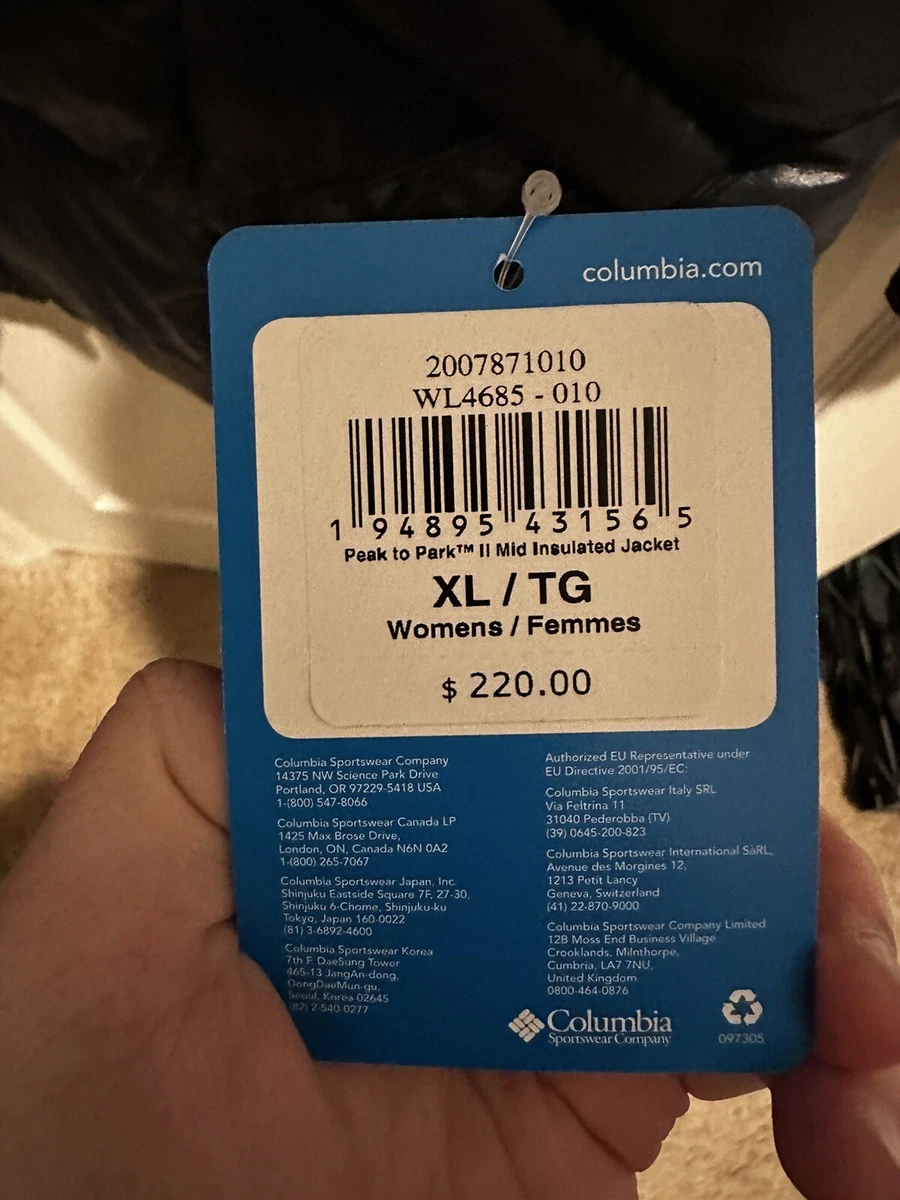 columbia.com
2007871010
WL4685 - 010
1 94895 43156 5
Peak to Park™ II Mid Insulated Jacket
XL / TG
Womens / Femmes
$ 220.00
Columbia Sportswear Company
14375 NW Science Park Drive
Portland, OR 97229-5418 USA
1-(800) 547-8066
Columbia Sportswear Canada LP
1425 Max Brose Drive,
London, ON, Canada N6N 0A2
1-(800) 265-7067
Columbia Sportswear Japan, Inc.
Shinjuku Eastside Square 7F, 27-30,
Shinjuku 6-Chome, Shinjuku-ku
Tokyo, Japan 160-0022
(81) 3-6892-4600
Columbia Sportswear Korea
7th F. DaeSung Tower
465-13 JangAn-dong,
DongDaeMun-gu,
Seoul, Korea 02645
(82) 2-540-0277
Authorized EU Representative under
EU Directive 2001/95/EC:
Columbia Sportswear Italy SRL
Via Feltrina 11
31040 Pederobba (TV)
(39) 0645-200-823
Columbia Sportswear International SàRL
Avenue des Morgines 12,
1213 Petit Lancy
Geneva, Switzerland
(41) 22-870-9000
Columbia Sportswear Company Limited
12B Moss End Business Village
Crooklands, Milnthorpe,
Cumbria, LA7 7NU,
United Kingdom
0800-464-0876
Columbia
Sportswear Company
097305